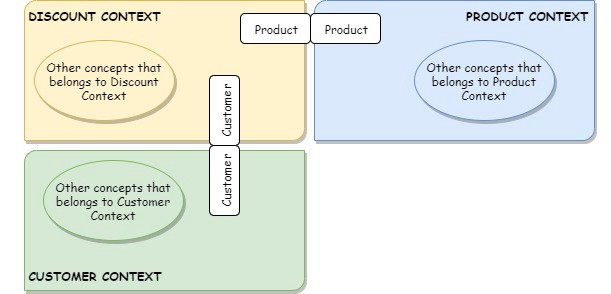 DISCOUNT CONTEXT
Other concepts that
belongs to Discount
Context
Product
Product
PRODUCT CONTEXT
Other concepts that
belongs to Product
Context
Customer
Customer
Other concepts that
belongs to Customer
Context
CUSTOMER CONTEXT